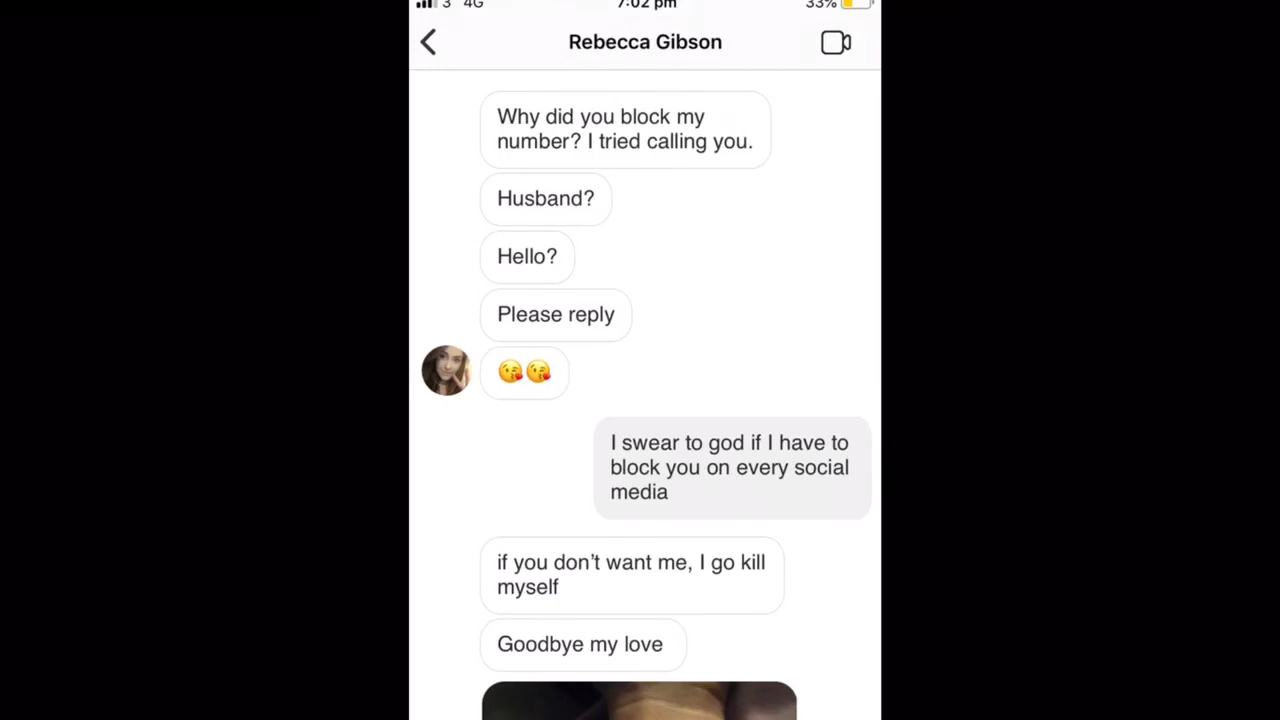 3 4G 7:02 pm 33%
Rebecca Gibson
Why did you block my
number? I tried calling you.
Husband?
Hello?
Please reply
😘😘
I swear to god if I have to
block you on every social
media
if you don't want me, I go kill
myself
Goodbye my love